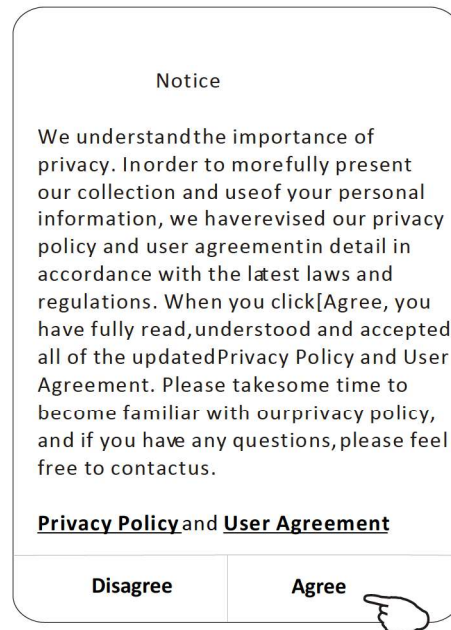 Notice
We understandthe importance of
privacy. Inorder to morefully present
our collection and useof your personal
information, we haverevised our privacy
policy and user agreementin detail in
accordance with the latest laws and
regulations. When you click[Agree, you
have fully read,understood and accepted
all of the updatedPrivacy Policy and User
Agreement. Please takesome time to
become familiar with ourprivacy policy,
and if you have any questions,please feel
free to contactus.
Privacy Policy and User Agreement
Disagree Agree